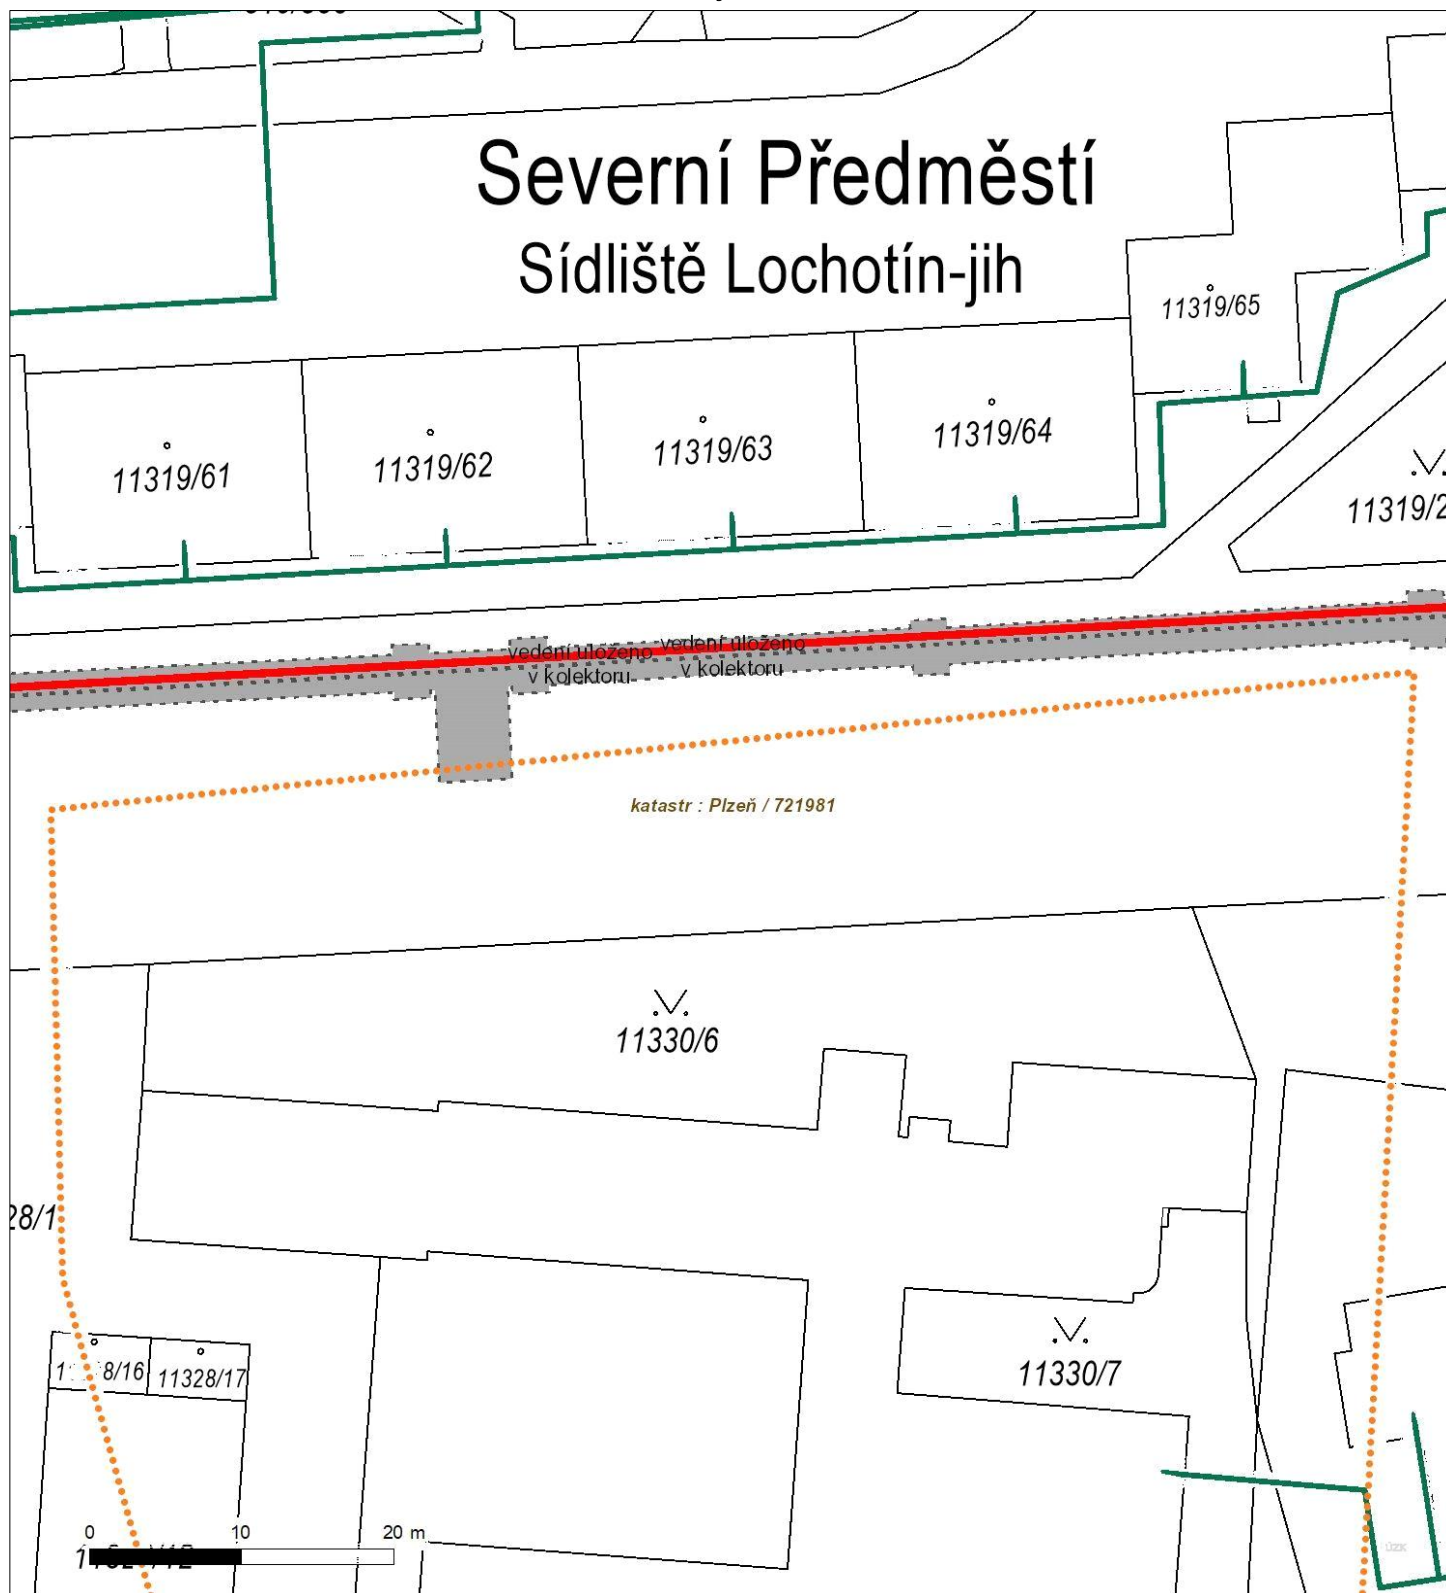 Severní Předměstí
Sídliště Lochotín-jih
11319/65
11319/61
11319/62
11319/63
11319/64
11319/2
vedení uloženo
v kolektoru
vedení uloženo
v kolektoru
katastr : Plzeň / 721981
11330/6
28/1
8/16
11328/17
11330/7
0 10 20 m
ÚZK